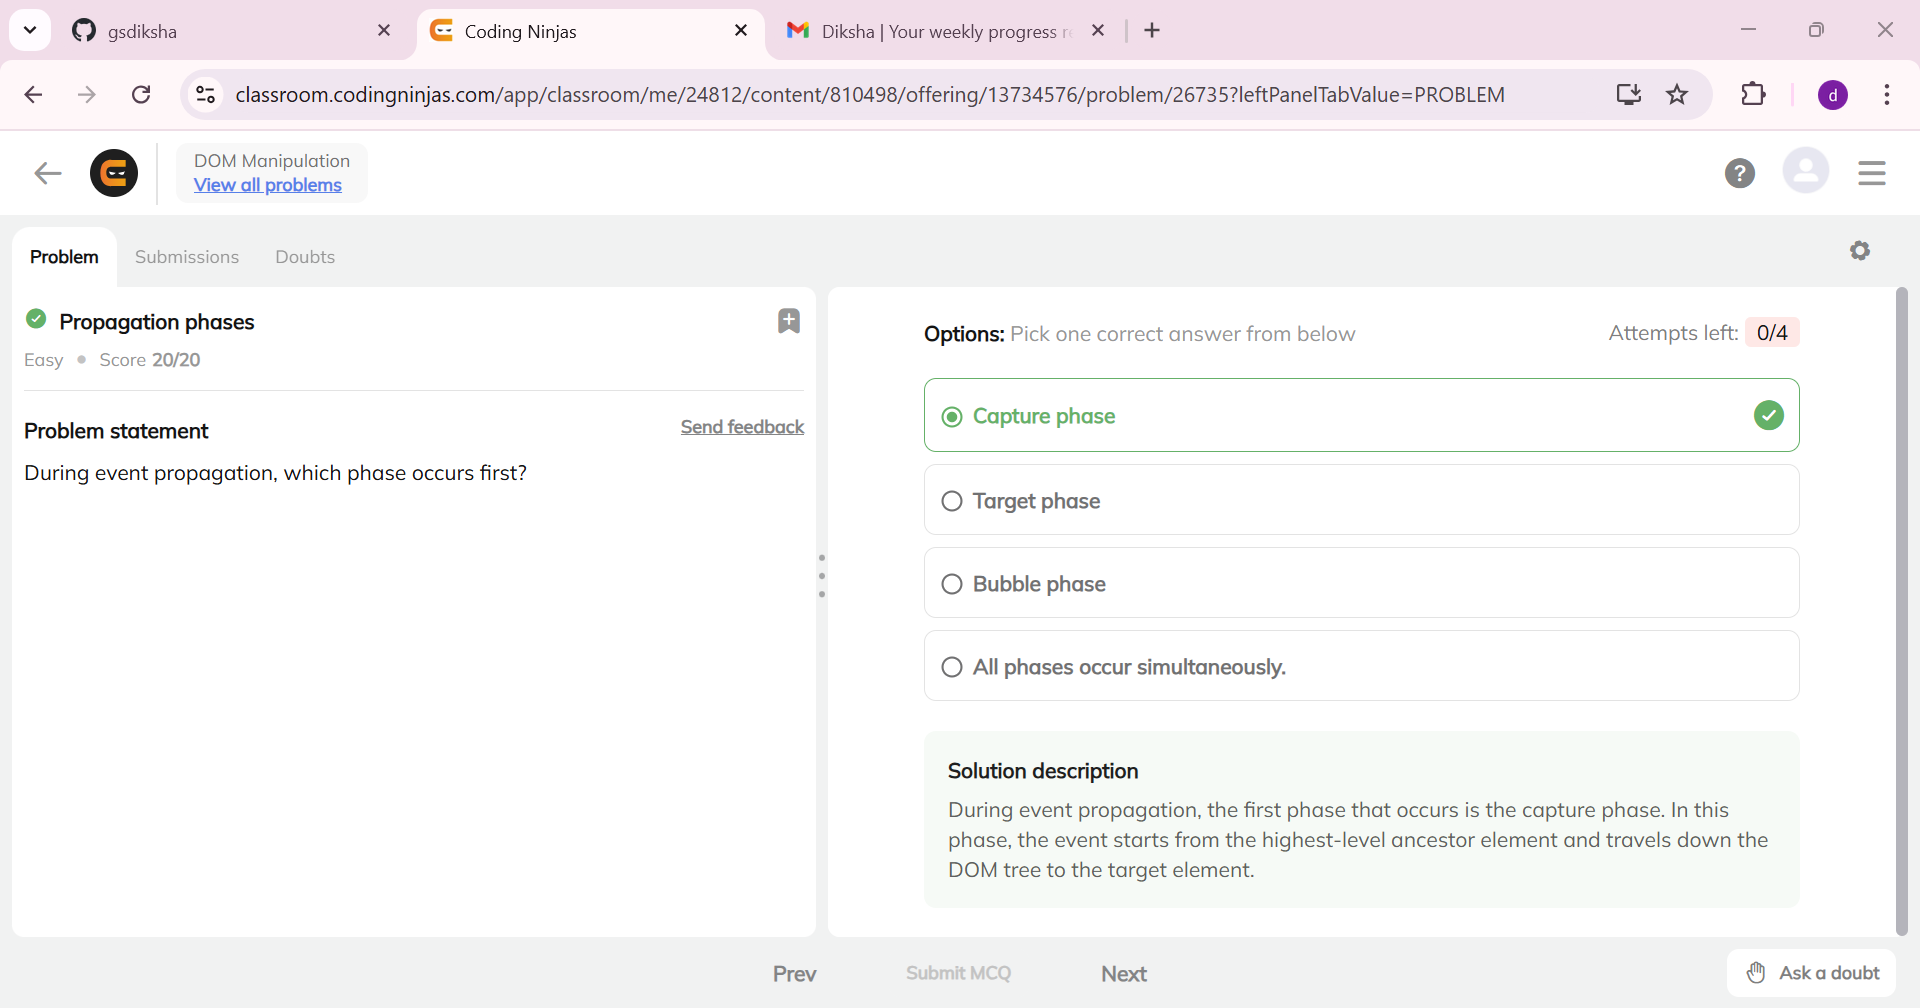 gsdiksha
Coding Ninjas
Diksha | Your weekly progress
classroom.codingninjas.com/app/classroom/me/24812/content/810498/offering/13734576/problem/26735?leftPanelTabValue=PROBLEM
d
DOM Manipulation
View all problems
?
Problem
Submissions
Doubts
Propagation phases
Easy
Score 20/20
Problem statement
Send feedback
During event propagation, which phase occurs first?
Options: Pick one correct answer from below
Attempts left: 0/4
Capture phase
Target phase
Bubble phase
All phases occur simultaneously.
Solution description
During event propagation, the first phase that occurs is the capture phase. In this
phase, the event starts from the highest-level ancestor element and travels down the
DOM tree to the target element.
Prev
Submit MCQ
Next
Ask a doubt